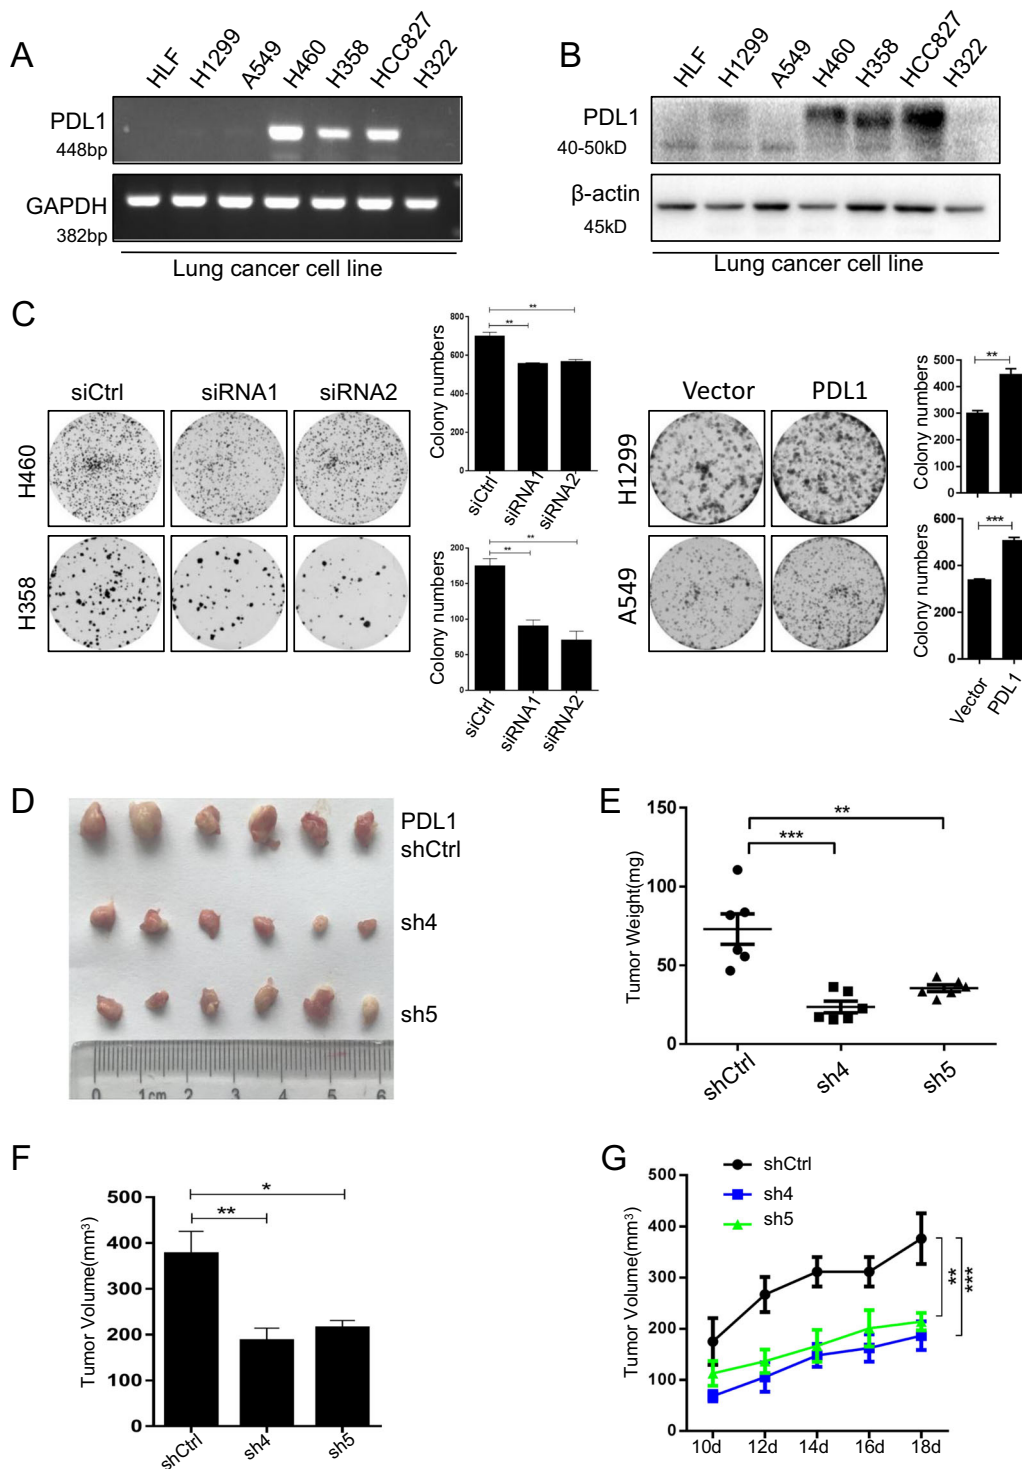 A
HLF H1299 A549 H460 H358 HCC827 H322
PDL1
448bp
GAPDH
382bp
Lung cancer cell line
B
HLF H1299 A549 H460 H358 HCC827 H322
PDL1
40-50kD
β-actin
45kD
Lung cancer cell line
C
siCtrl siRNA1 siRNA2
H460
H358
Colony numbers
800
600
400
200
0
**
**
siCtrl siRNA1 siRNA2
Colony numbers
200
150
100
50
0
**
**
siCtrl siRNA1 siRNA2
Vector PDL1
H1299
A549
Colony numbers
500
400
300
200
100
0
**
Colony numbers
600
400
200
0
***
Vector PDL1
D
PDL1
shCtrl
sh4
sh5
0 1cm 2 3 4 5 6
E
Tumor Weight(mg)
150
100
50
0
***
**
shCtrl sh4 sh5
F
Tumor Volume(mm³)
500
400
300
200
100
0
*
**
shCtrl sh4 sh5
G
shCtrl
sh4
sh5
Tumor Volume(mm³)
500
400
300
200
100
0
**
***
10d 12d 14d 16d 18d